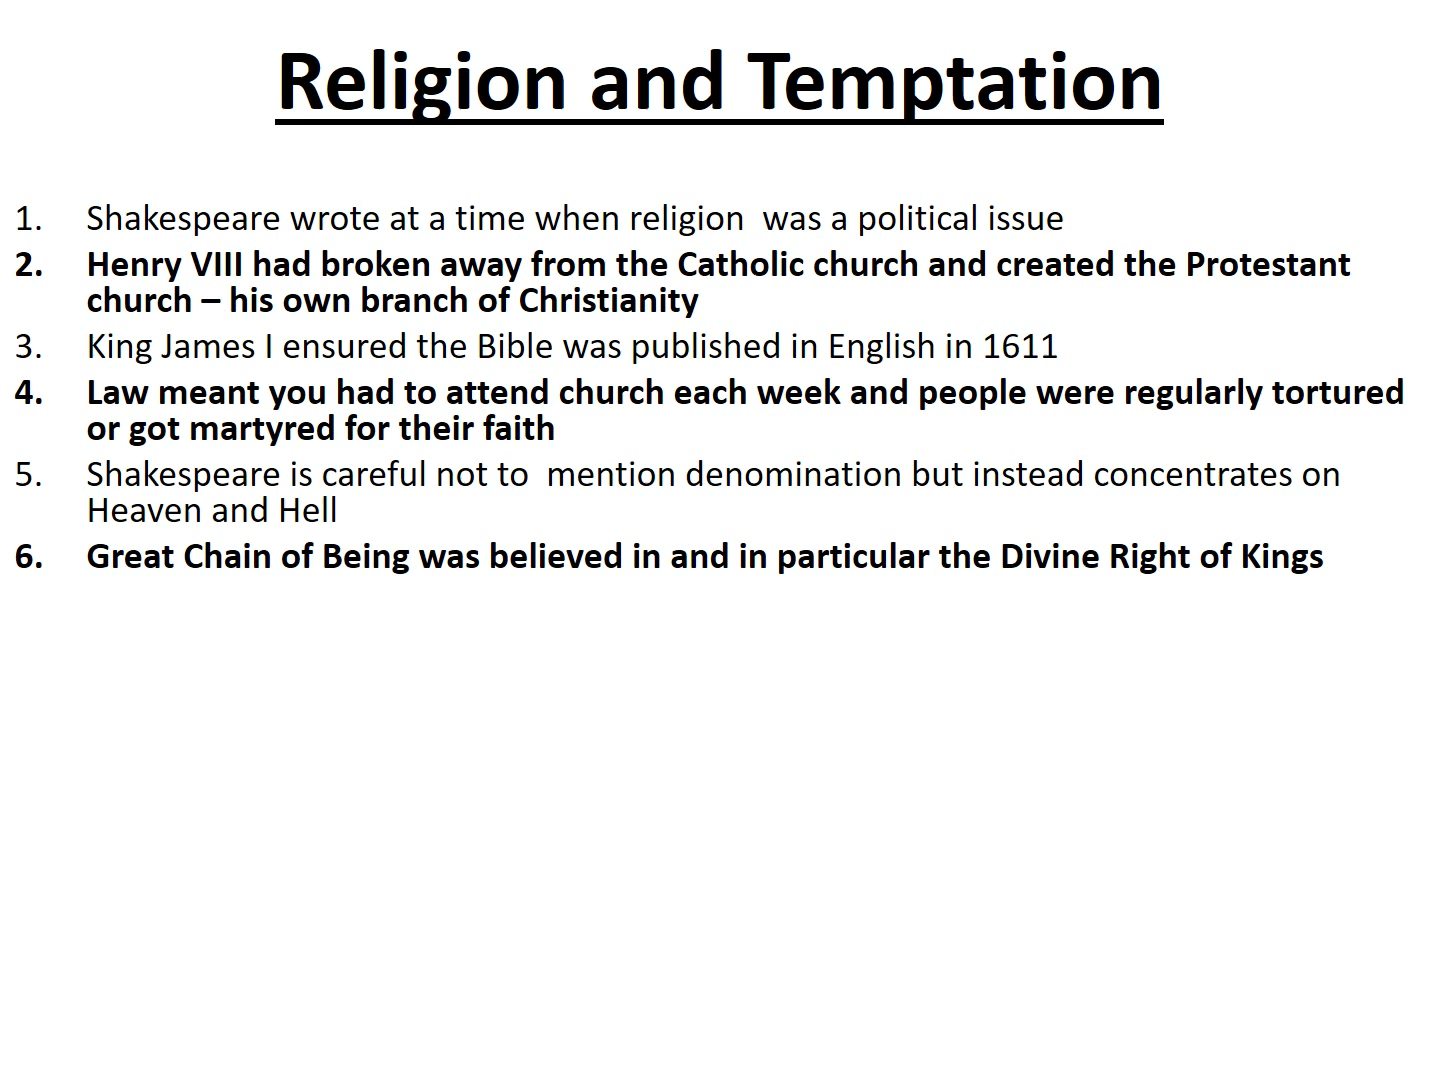 Religion and Temptation
1. Shakespeare wrote at a time when religion  was a political issue
2. Henry VIII had broken away from the Catholic church and created the Protestant
church – his own branch of Christianity
3. King James I ensured the Bible was published in English in 1611
4. Law meant you had to attend church each week and people were regularly tortured
or got martyred for their faith
5. Shakespeare is careful not to  mention denomination but instead concentrates on
Heaven and Hell
6. Great Chain of Being was believed in and in particular the Divine Right of Kings